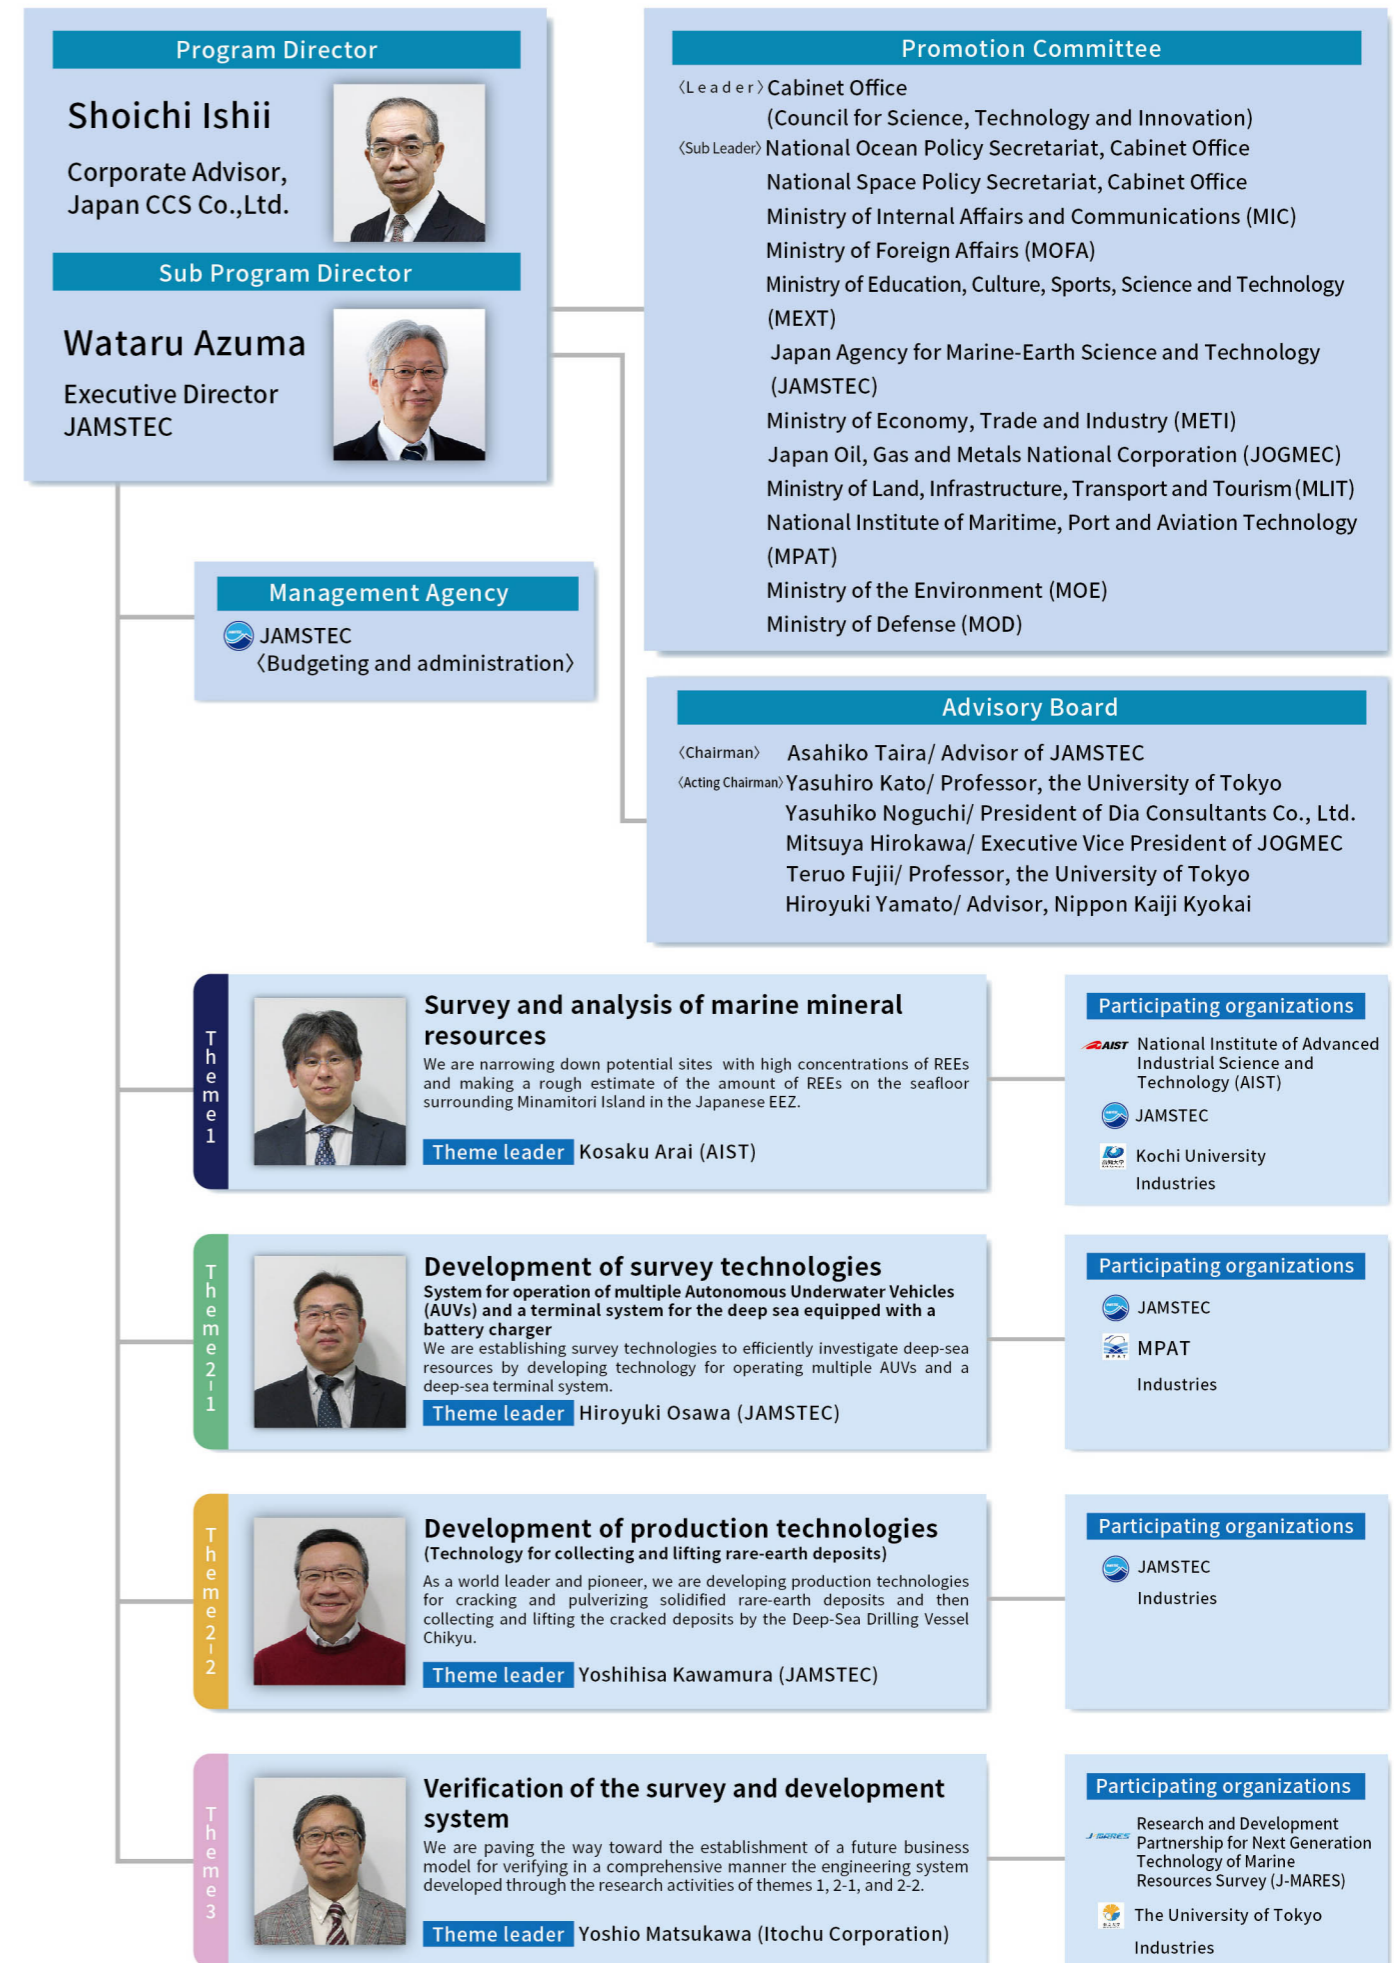 Program Director
Shoichi Ishii
Corporate Advisor,
Japan CCS Co.,Ltd.
Sub Program Director
Wataru Azuma
Executive Director
JAMSTEC
Promotion Committee
〈Leader〉Cabinet Office
(Council for Science, Technology and Innovation)
〈Sub Leader〉National Ocean Policy Secretariat, Cabinet Office
National Space Policy Secretariat, Cabinet Office
Ministry of Internal Affairs and Communications (MIC)
Ministry of Foreign Affairs (MOFA)
Ministry of Education, Culture, Sports, Science and Technology
(MEXT)
Japan Agency for Marine-Earth Science and Technology
(JAMSTEC)
Ministry of Economy, Trade and Industry (METI)
Japan Oil, Gas and Metals National Corporation (JOGMEC)
Ministry of Land, Infrastructure, Transport and Tourism(MLIT)
National Institute of Maritime, Port and Aviation Technology
(MPAT)
Ministry of the Environment (MOE)
Ministry of Defense (MOD)
Management Agency
JAMSTEC
〈Budgeting and administration〉
Advisory Board
〈Chairman〉 Asahiko Taira/ Advisor of JAMSTEC
〈Acting Chairman〉Yasuhiro Kato/ Professor, the University of Tokyo
Yasuhiko Noguchi/ President of Dia Consultants Co., Ltd.
Mitsuya Hirokawa/ Executive Vice President of JOGMEC
Teruo Fujii/ Professor, the University of Tokyo
Hiroyuki Yamato/ Advisor, Nippon Kaiji Kyokai
Theme1
Survey and analysis of marine mineral
resources
We are narrowing down potential sites with high concentrations of REEs
and making a rough estimate of the amount of REEs on the seafloor
surrounding Minamitori Island in the Japanese EEZ.
Theme leader Kosaku Arai (AIST)
Participating organizations
AIST National Institute of Advanced
Industrial Science and
Technology (AIST)
JAMSTEC
Kochi University
Industries
Theme2-1
Development of survey technologies
System for operation of multiple Autonomous Underwater Vehicles
(AUVs) and a terminal system for the deep sea equipped with a
battery charger
We are establishing survey technologies to efficiently investigate deep-sea
resources by developing technology for operating multiple AUVs and a
deep-sea terminal system.
Theme leader Hiroyuki Osawa (JAMSTEC)
Participating organizations
JAMSTEC
MPAT
Industries
Theme2-2
Development of production technologies
(Technology for collecting and lifting rare-earth deposits)
As a world leader and pioneer, we are developing production technologies
for cracking and pulverizing solidified rare-earth deposits and then
collecting and lifting the cracked deposits by the Deep-Sea Drilling Vessel
Chikyu.
Theme leader Yoshihisa Kawamura (JAMSTEC)
Participating organizations
JAMSTEC
Industries
Theme3
Verification of the survey and development
system
We are paving the way toward the establishment of a future business
model for verifying in a comprehensive manner the engineering system
developed through the research activities of themes 1, 2-1, and 2-2.
Theme leader Yoshio Matsukawa (Itochu Corporation)
Participating organizations
J-MARES Research and Development
Partnership for Next Generation
Technology of Marine
Resources Survey (J-MARES)
The University of Tokyo
Industries